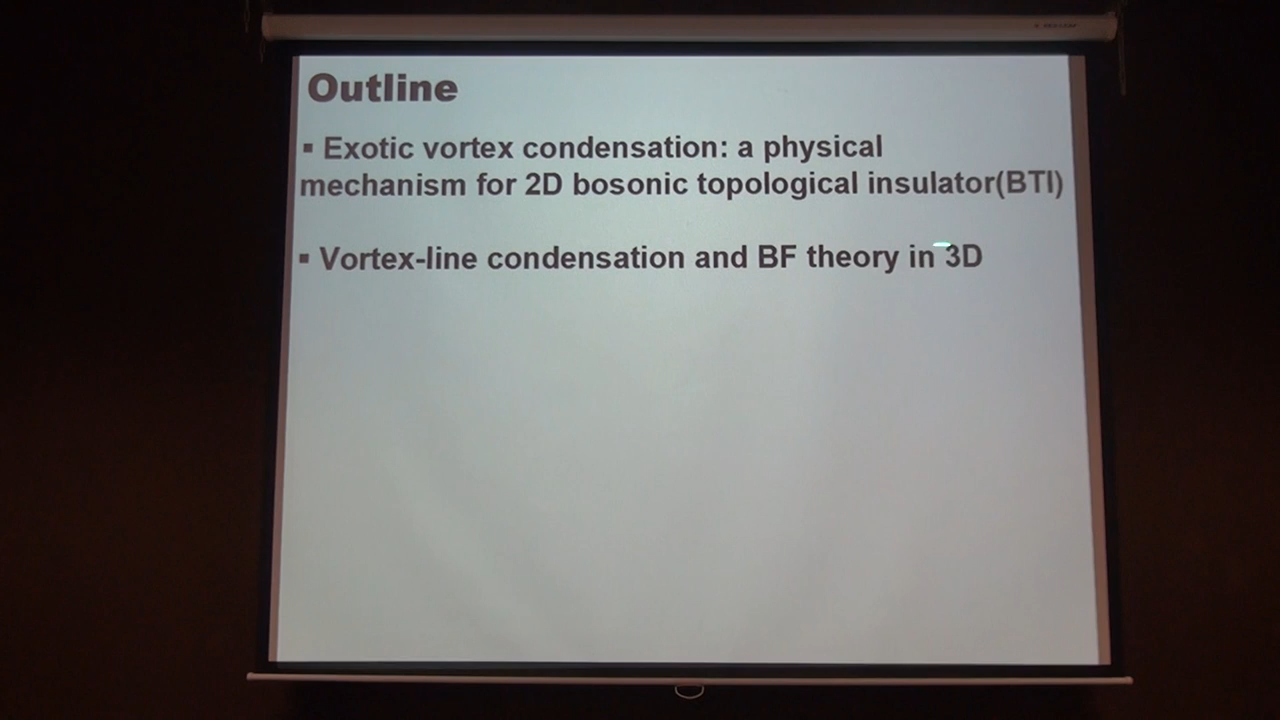 Outline
▪ Exotic vortex condensation: a physical
mechanism for 2D bosonic topological insulator(BTI)
▪ Vortex-line condensation and BF theory in 3D